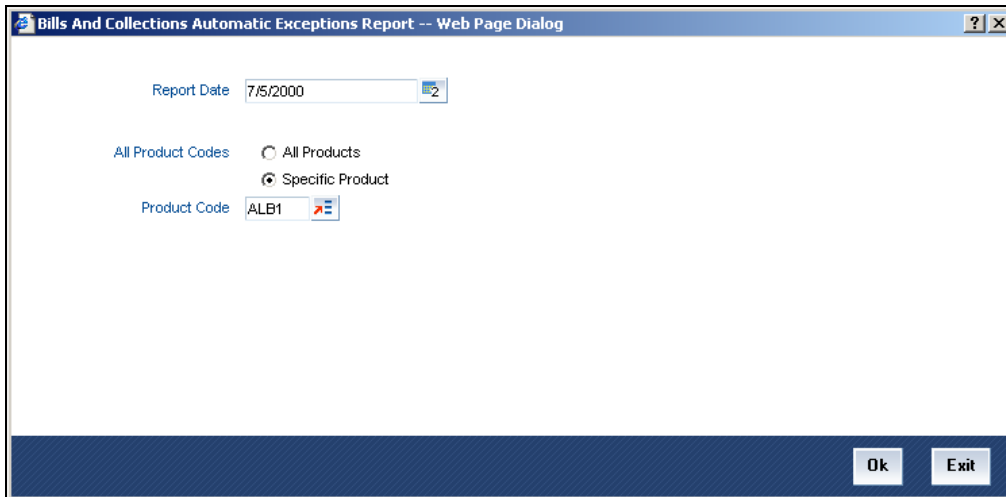 Bills And Collections Automatic Exceptions Report -- Web Page Dialog
Report Date 7/5/2000
All Product Codes All Products
Specific Product
Product Code ALB1
Ok Exit